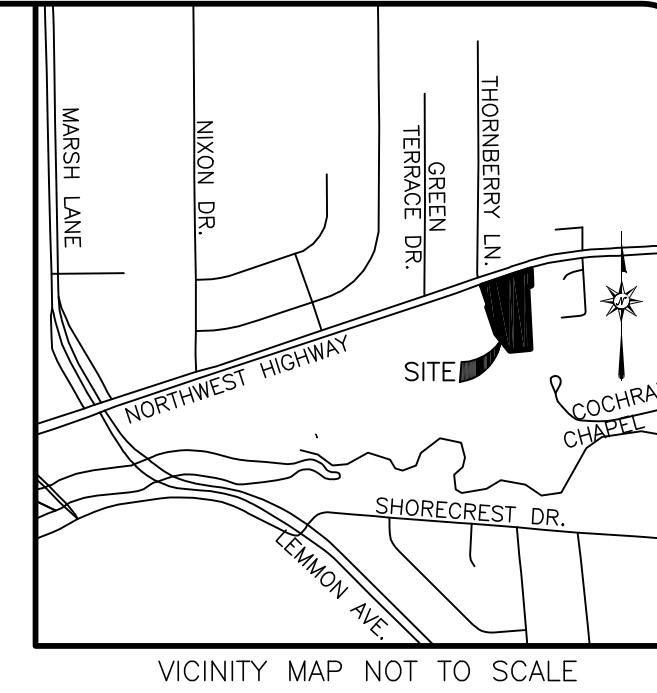 MARSH LANE
NIXON DR.
GREEN
TERRACE DR.
THORNBERRY LN.
N
NORTHWEST HIGHWAY
SITE
CHAPEL
SHORECREST DR.
LEMMON AVE.
VICINITY MAP NOT TO SCALE